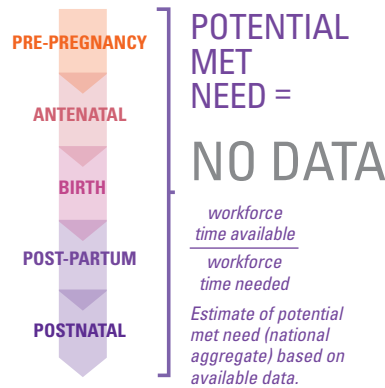 PRE-PREGNANCY
ANTENATAL
BIRTH
POST-PARTUM
POSTNATAL
POTENTIAL
MET
NEED =
NO DATA
workforce
time available
workforce
time needed
Estimate of potential
met need (national
aggregate) based on
available data.